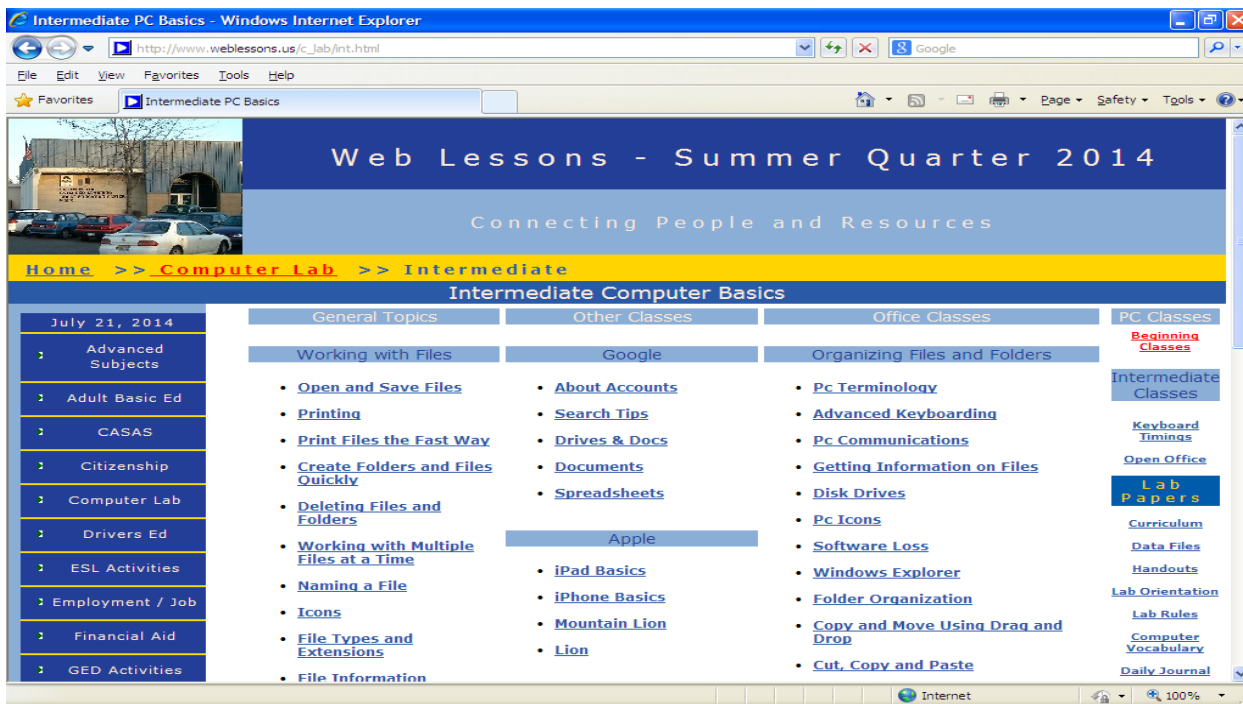 Intermediate PC Basics - Windows Internet Explorer
http://www.weblessons.us/c_lab/int.html
Google
File Edit View Favorites Tools Help
Favorites
Intermediate PC Basics
Page
Safety
Tools
Web Lessons - Summer Quarter 2014
Connecting People and Resources
Home >> Computer Lab >> Intermediate
Intermediate Computer Basics
July 21, 2014
Advanced
Subjects
Adult Basic Ed
CASAS
Citizenship
Computer Lab
Drivers Ed
ESL Activities
Employment / Job
Financial Aid
GED Activities
General Topics
Working with Files
Open and Save Files
Printing
Print Files the Fast Way
Create Folders and Files
Quickly
Deleting Files and
Folders
Working with Multiple
Files at a Time
Naming a File
Icons
File Types and
Extensions
File Information
Other Classes
Google
About Accounts
Search Tips
Drives & Docs
Documents
Spreadsheets
Apple
iPad Basics
iPhone Basics
Mountain Lion
Lion
Office Classes
Organizing Files and Folders
Pc Terminology
Advanced Keyboarding
Pc Communications
Getting Information on Files
Disk Drives
Pc Icons
Software Loss
Windows Explorer
Folder Organization
Copy and Move Using Drag and
Drop
Cut, Copy and Paste
PC Classes
Beginning
Classes
Intermediate
Classes
Keyboard
Timings
Open Office
Lab
Papers
Curriculum
Data Files
Handouts
Lab Orientation
Lab Rules
Computer
Vocabulary
Daily Journal
Internet
100%